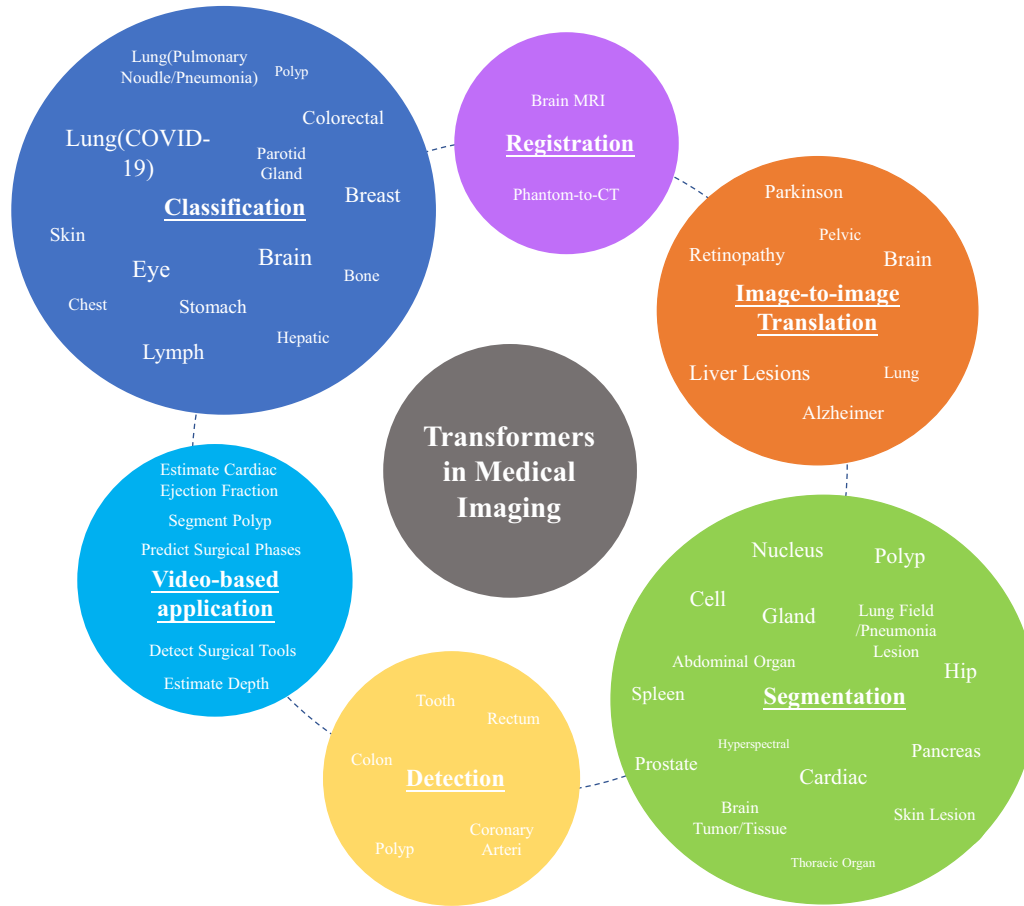 Lung(Pulmonary
Noudle/Pneumonia)
Polyp
Colorectal
Lung(COVID-
19)
Parotid
Gland
Breast
Classification
Skin
Eye
Brain
Bone
Chest
Stomach
Hepatic
Lymph
Brain MRI
Registration
Phantom-to-CT
Parkinson
Pelvic
Retinopathy
Brain
Image-to-image
Translation
Liver Lesions
Lung
Alzheimer
Transformers
in Medical
Imaging
Estimate Cardiac
Ejection Fraction
Segment Polyp
Predict Surgical Phases
Video-based
application
Detect Surgical Tools
Estimate Depth
Tooth
Rectum
Colon
Detection
Polyp
Coronary
Arteri
Nucleus
Polyp
Cell
Gland
Lung Field
/Pneumonia
Lesion
Abdominal Organ
Hip
Spleen
Segmentation
Hyperspectral
Pancreas
Prostate
Cardiac
Brain
Tumor/Tissue
Skin Lesion
Thoracic Organ